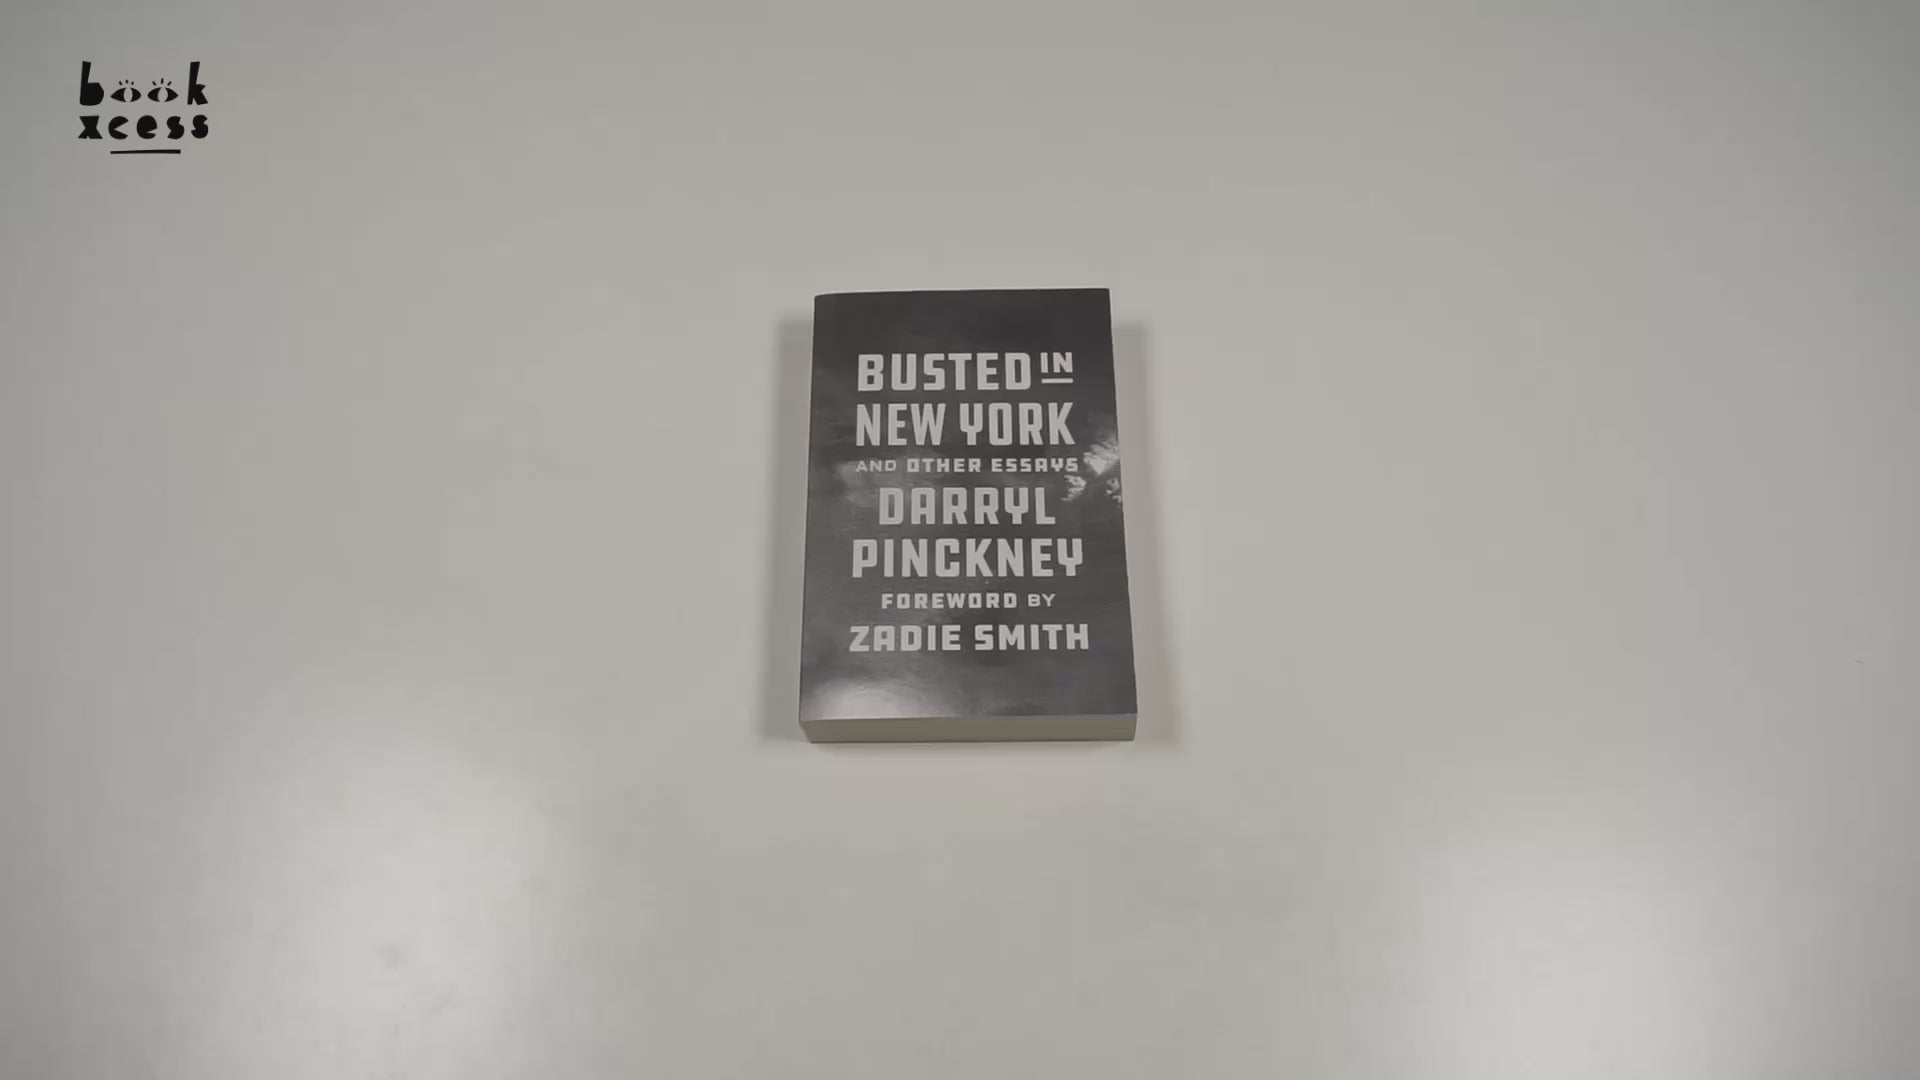 book
xcess
BUSTED IN
NEW YORK
AND OTHER ESSAYS
DARRYL
PINCKNEY
FOREWORD BY
ZADIE SMITH